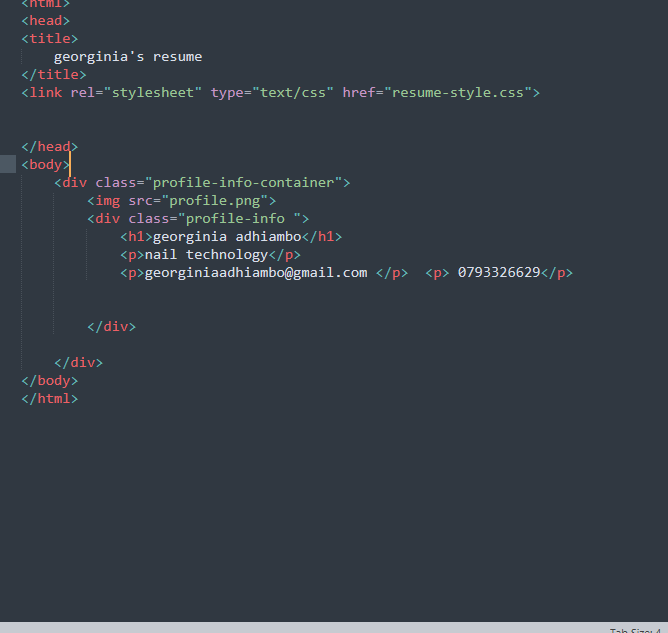 <html>
<head>
<title>
georginia's resume
</title>
<link rel="stylesheet" type="text/css" href="resume-style.css">
</head>
<body>
<div class="profile-info-container">
<img src="profile.png">
<div class="profile-info ">
<h1>georginia adhiambo</h1>
<p>nail technology</p>
<p>georginiaadhiambo@gmail.com </p>  <p> 0793326629</p>
</div>
</div>
</body>
</html>
Tab Size: 4